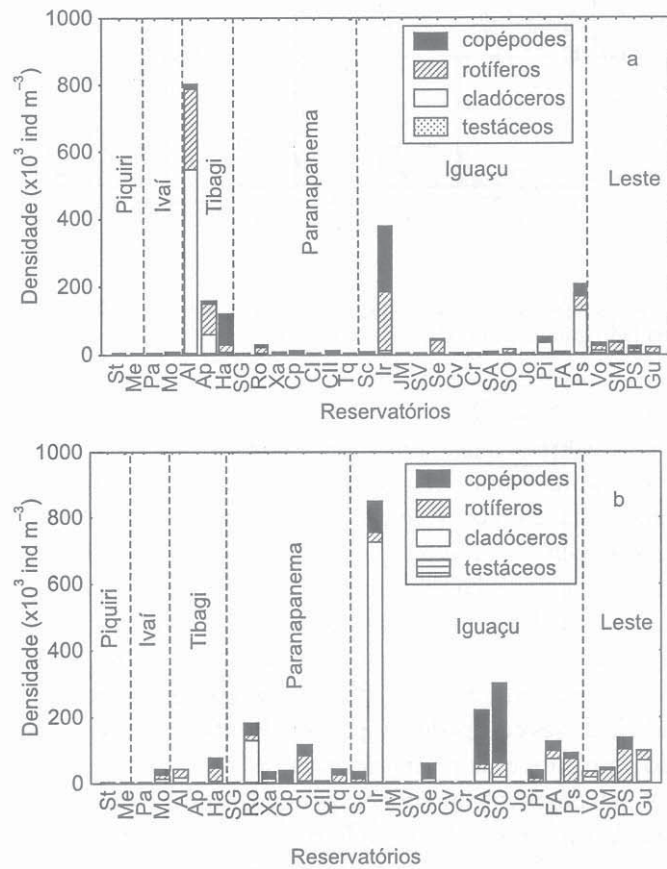 1000
800
600
400
200
0
Densidade (x10³ ind m⁻³)
Piquiri
Ivaí
Tibagi
Paranapanema
Iguaçu
Leste
a
copépodes
rotíferos
cladóceros
testáceos
St Me Pa Mo Al Ap Ha SG Ro Xa Cp CI CII Tq Sc Ir JM SV Se Cv Cr SA SO Jo Pi FA Ps Vo SM PS Gu
Reservatórios
1000
800
600
400
200
0
Densidade (x10³ ind m⁻³)
Piquiri
Ivaí
Tibagi
Paranapanema
Iguaçu
Leste
b
copépodes
rotíferos
cladóceros
testáceos
St Me Pa Mo Al Ap Ha SG Ro Xa Cp CI CII Tq Sc Ir JM SV Se Cv Cr SA SO Jo Pi FA Ps Vo SM PS Gu
Reservatórios